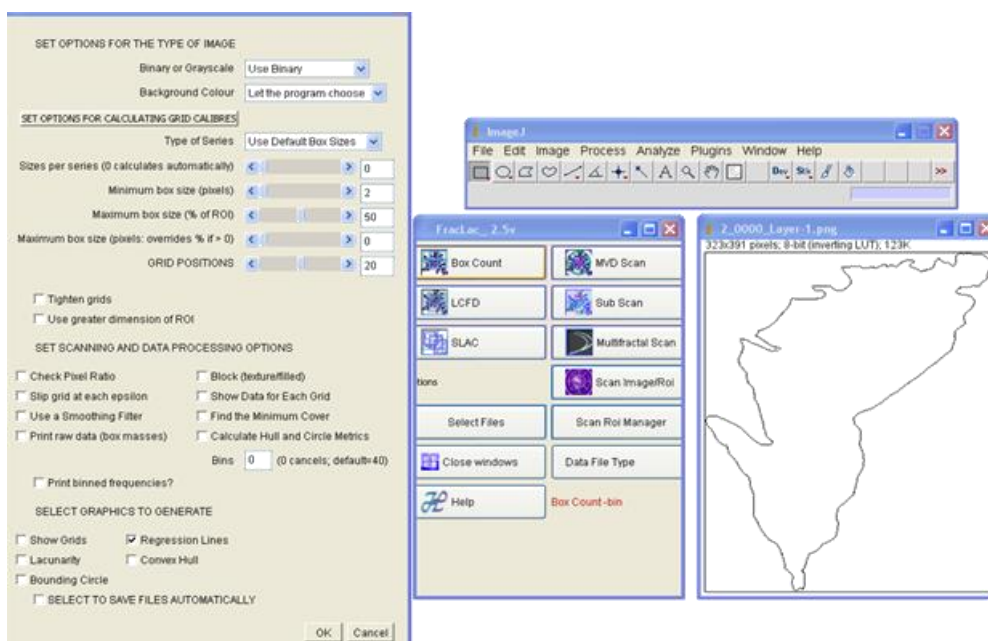 SET OPTIONS FOR THE TYPE OF IMAGE
Binary or Grayscale Use Binary
Background Colour Let the program choose
SET OPTIONS FOR CALCULATING GRID CALIBRES
Type of Series Use Default Box Sizes
Sizes per series (0 calculates automatically) 0
Minimum box size (pixels) 2
Maximum box size (% of ROI) 50
Maximum box size (pixels: overrides % if > 0) 0
GRID POSITIONS 20
Tighten grids
Use greater dimension of ROI
SET SCANNING AND DATA PROCESSING OPTIONS
Check Pixel Ratio Block (texture/filled)
Slip grid at each epsilon Show Data for Each Grid
Use a Smoothing Filter Find the Minimum Cover
Print raw data (box masses) Calculate Hull and Circle Metrics
Bins 0 (0 cancels; default=40)
Print binned frequencies?
SELECT GRAPHICS TO GENERATE
Show Grids Regression Lines
Lacunarity Convex Hull
Bounding Circle
SELECT TO SAVE FILES AUTOMATICALLY
OK Cancel
ImageJ
File Edit Image Process Analyze Plugins Window Help
A Dev Stk >>
FracLac_ 2.5v
Box Count MVD Scan
LCFD Sub Scan
SLAC Multifractal Scan
tions Scan Image/Roi
Select Files Scan Roi Manager
Close windows Data File Type
Help Box Count-bin
2_0000_Layer-1.png
323x391 pixels; 8-bit (inverting LUT); 123K